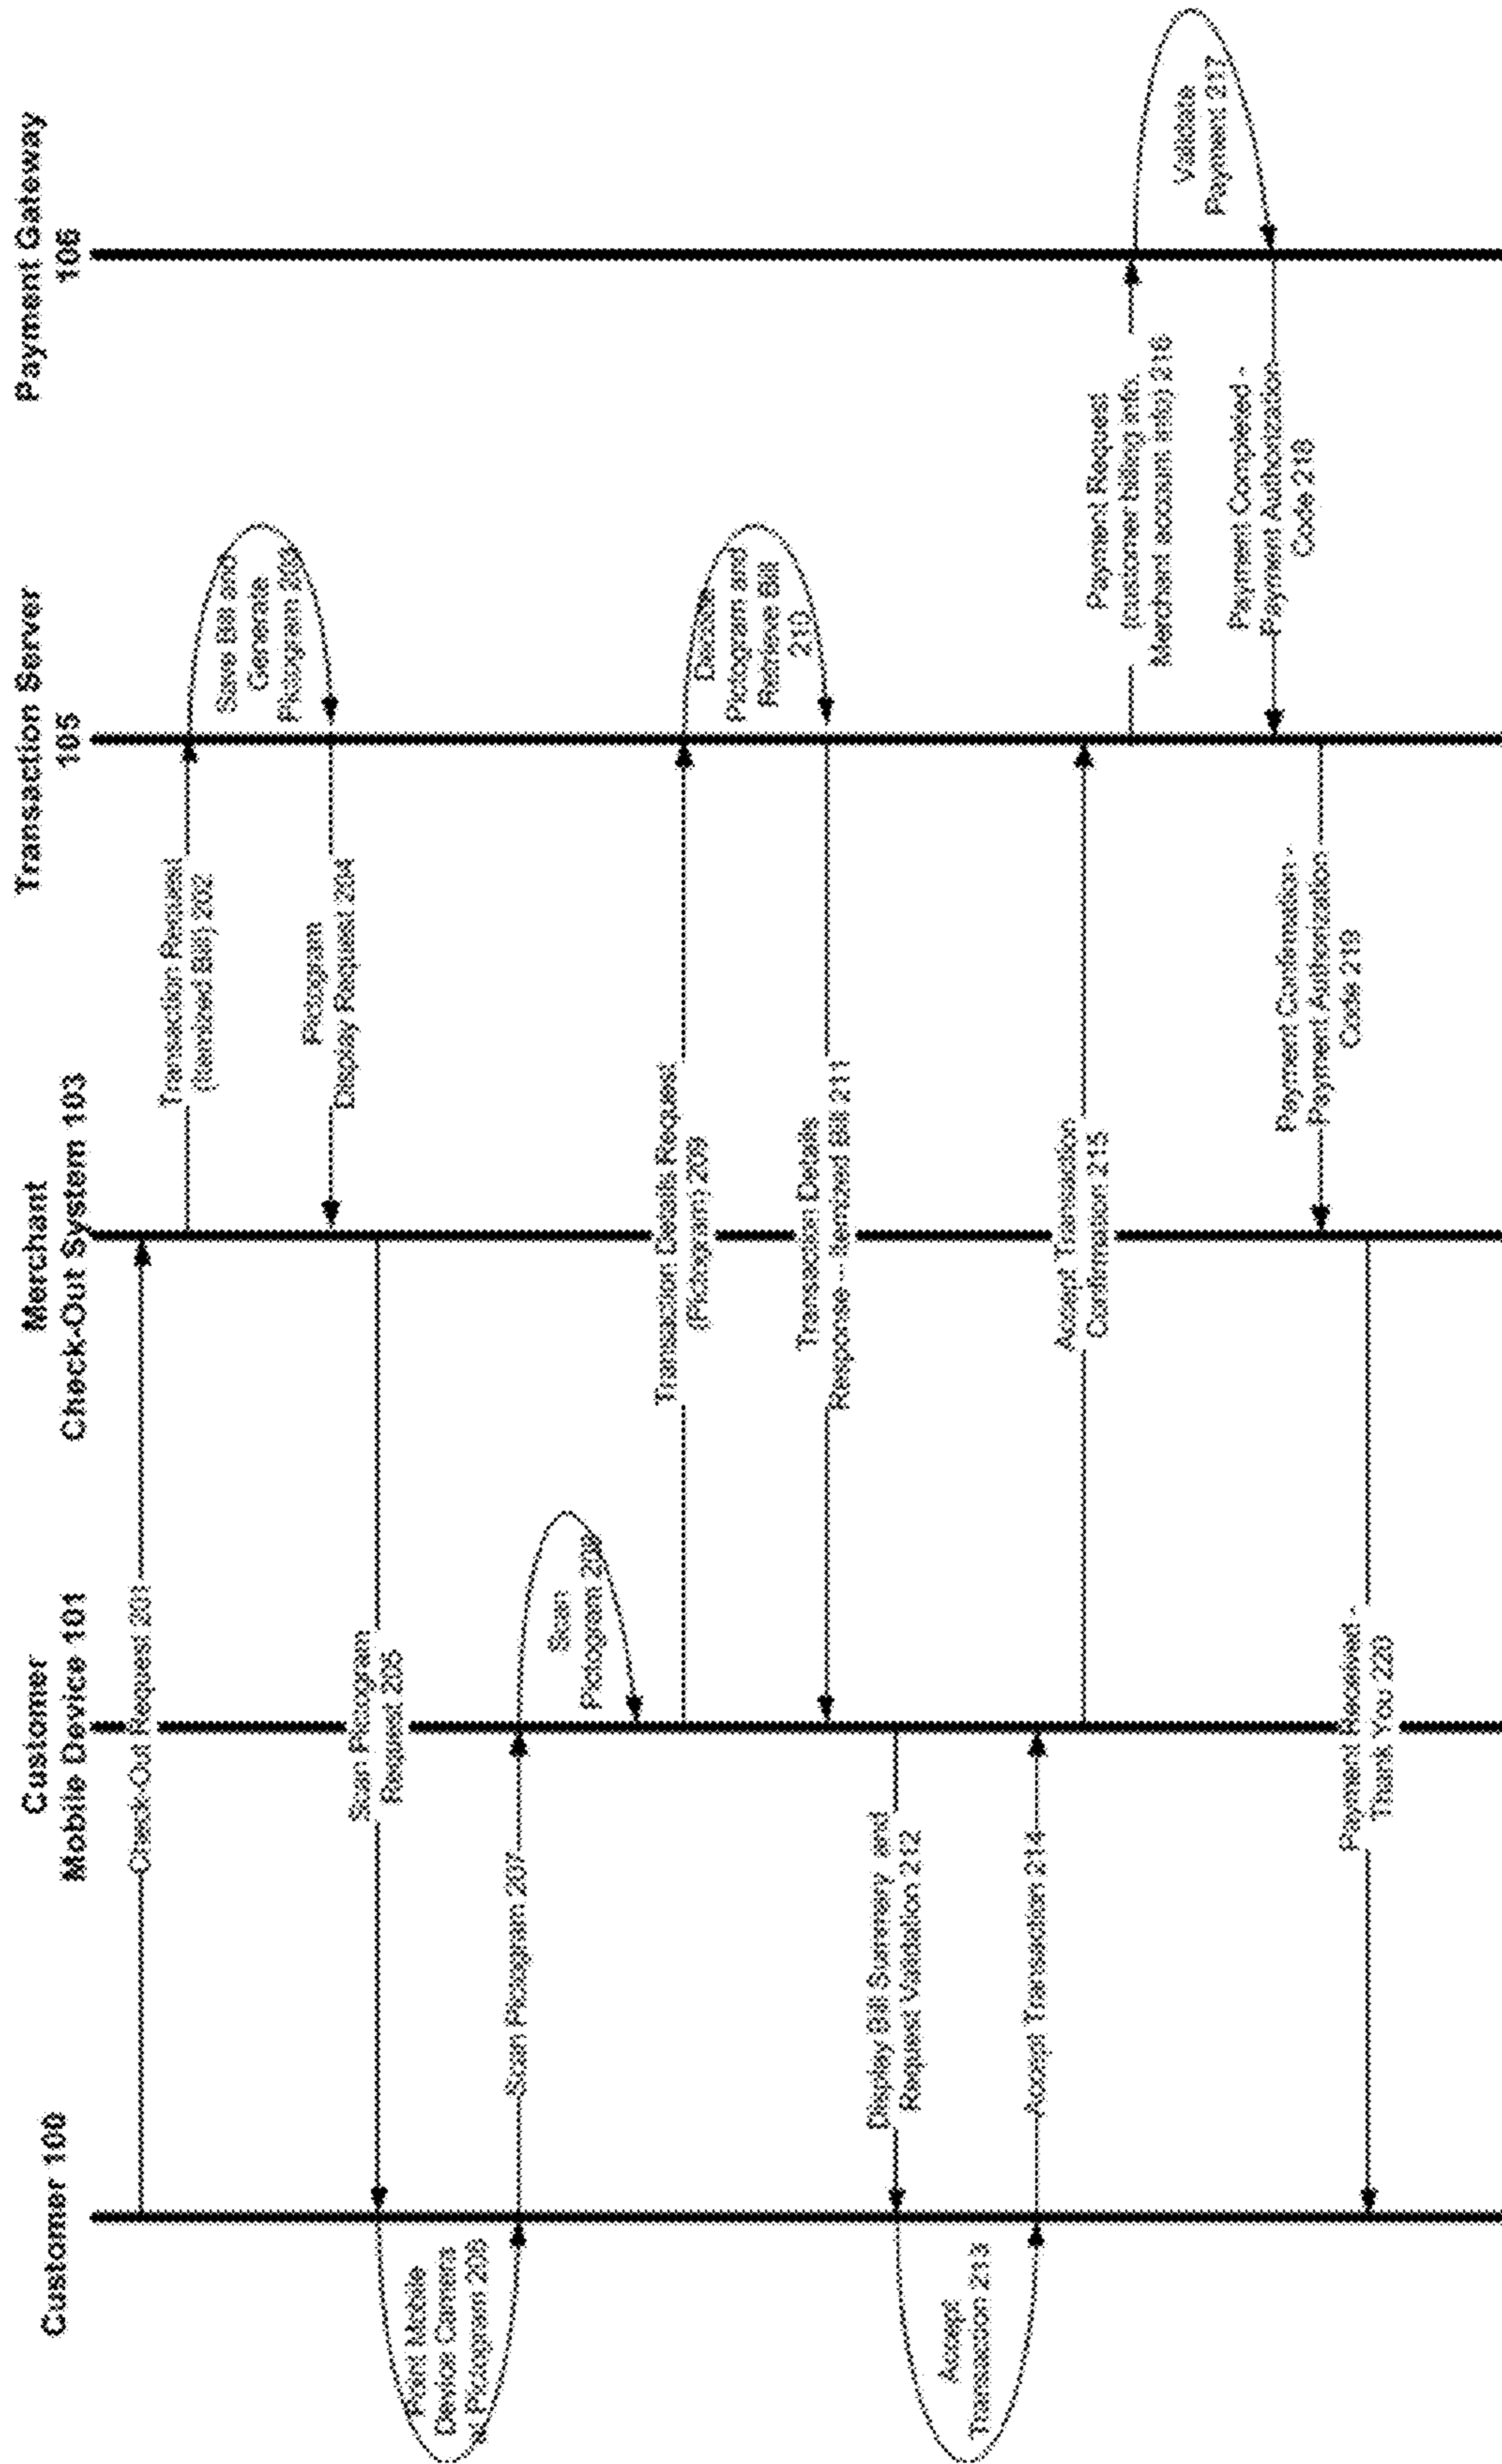 Customer 100
Customer
Mobile Device 101
Merchant
Check-Out System 103
Transaction Server
105
Payment Gateway
106
Check-Out Request 201
Transaction Request
(Itemized Bill) 202
Save Bill and
Generate
Pictogram 203
Pictogram
Display Request 204
Scan Pictogram
Request 205
Point Mobile
Device Camera
at Pictogram 206
Scan Pictogram 207
Scan
Pictogram 208
Transaction Details Request
(Pictogram) 209
Decode
Pictogram and
Retrieve Bill
210
Transaction Details
Response - Itemized Bill 211
Display Bill Summery and
Request Validation 212
Accept
Transaction 213
Accept Transaction 214
Accept Transaction
Confirmation 215
Payment Request
(customer billing info,
Merchant account info) 216
Validate
Payment 217
Payment Completed -
Payment Authorization
Code 218
Payment Confirmation -
Payment Authorization
Code 219
Payment Received -
Thank You 220